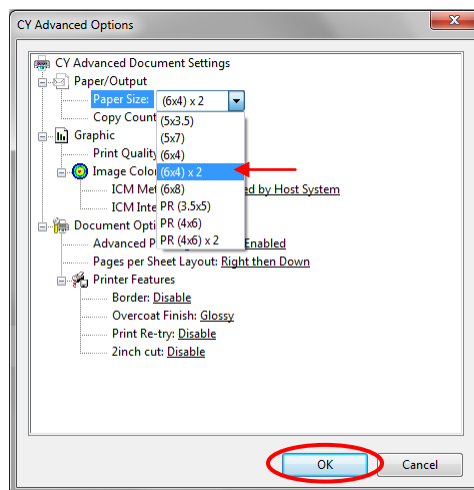 CY Advanced Options
CY Advanced Document Settings
Paper/Output
Paper Size: (6x4) x 2
Copy Count
(5x3.5)
(5x7)
(6x4)
(6x4) x 2
(6x8)
PR (3.5x5)
PR (4x6)
PR (4x6) x 2
Graphic
Print Quality
Image Color
ICM Met ed by Host System
ICM Inte
Document Opti
Advanced P Enabled
Pages per Sheet Layout: Right then Down
Printer Features
Border: Disable
Overcoat Finish: Glossy
Print Re-try: Disable
2inch cut: Disable
OK Cancel